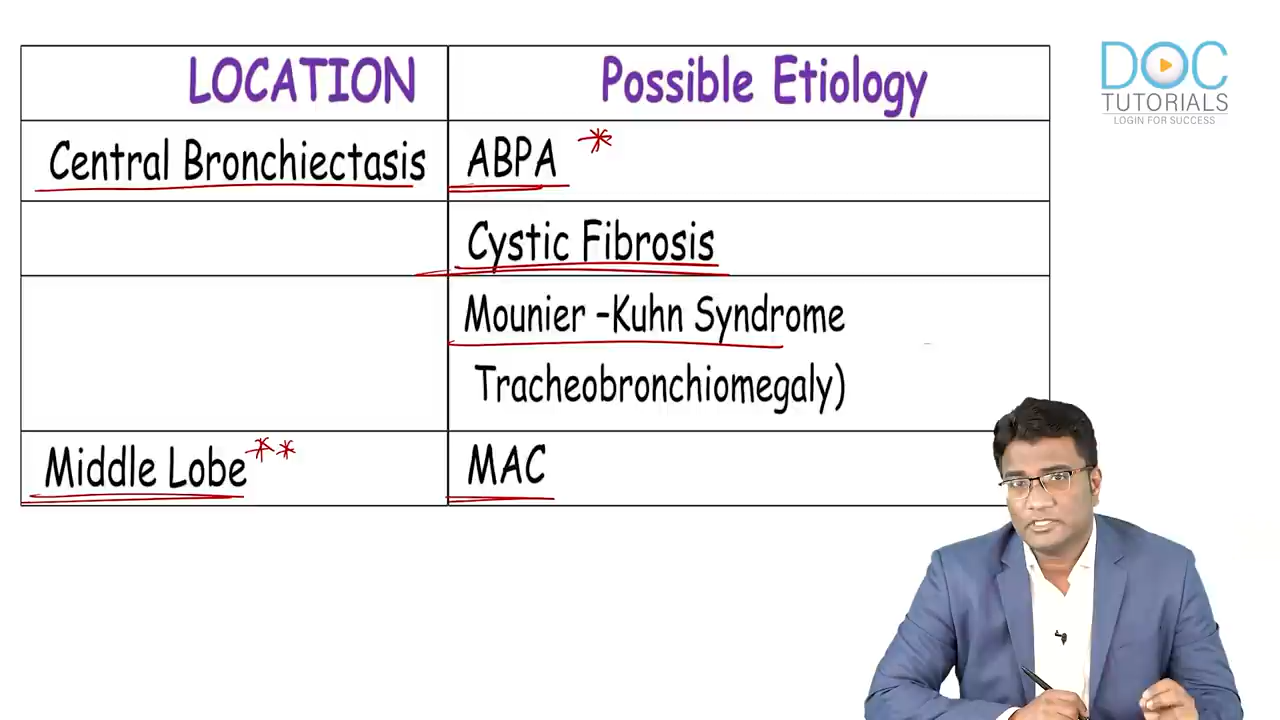 DOC
TUTORIALS
LOGIN FOR SUCCESS
LOCATION Possible Etiology
Central Bronchiectasis ABPA *
Cystic Fibrosis
Mounier -Kuhn Syndrome
Tracheobronchiomegaly)
Middle Lobe ** MAC